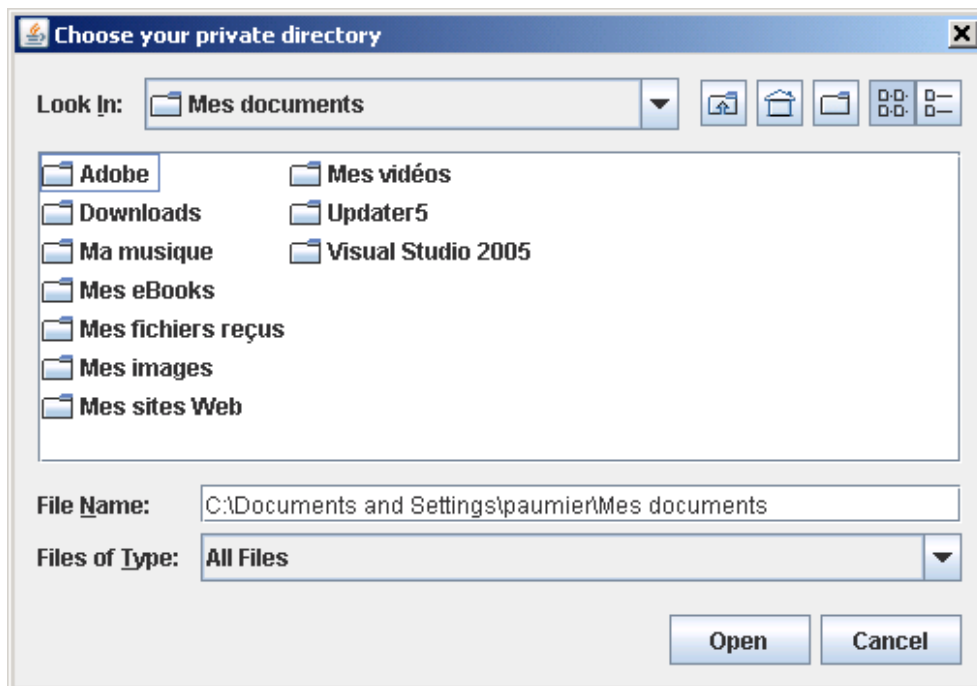 Choose your private directory
Look In: Mes documents
Adobe
Downloads
Ma musique
Mes eBooks
Mes fichiers reçus
Mes images
Mes sites Web
Mes vidéos
Updater5
Visual Studio 2005
File Name: C:\Documents and Settings\paumier\Mes documents
Files of Type: All Files
Open Cancel